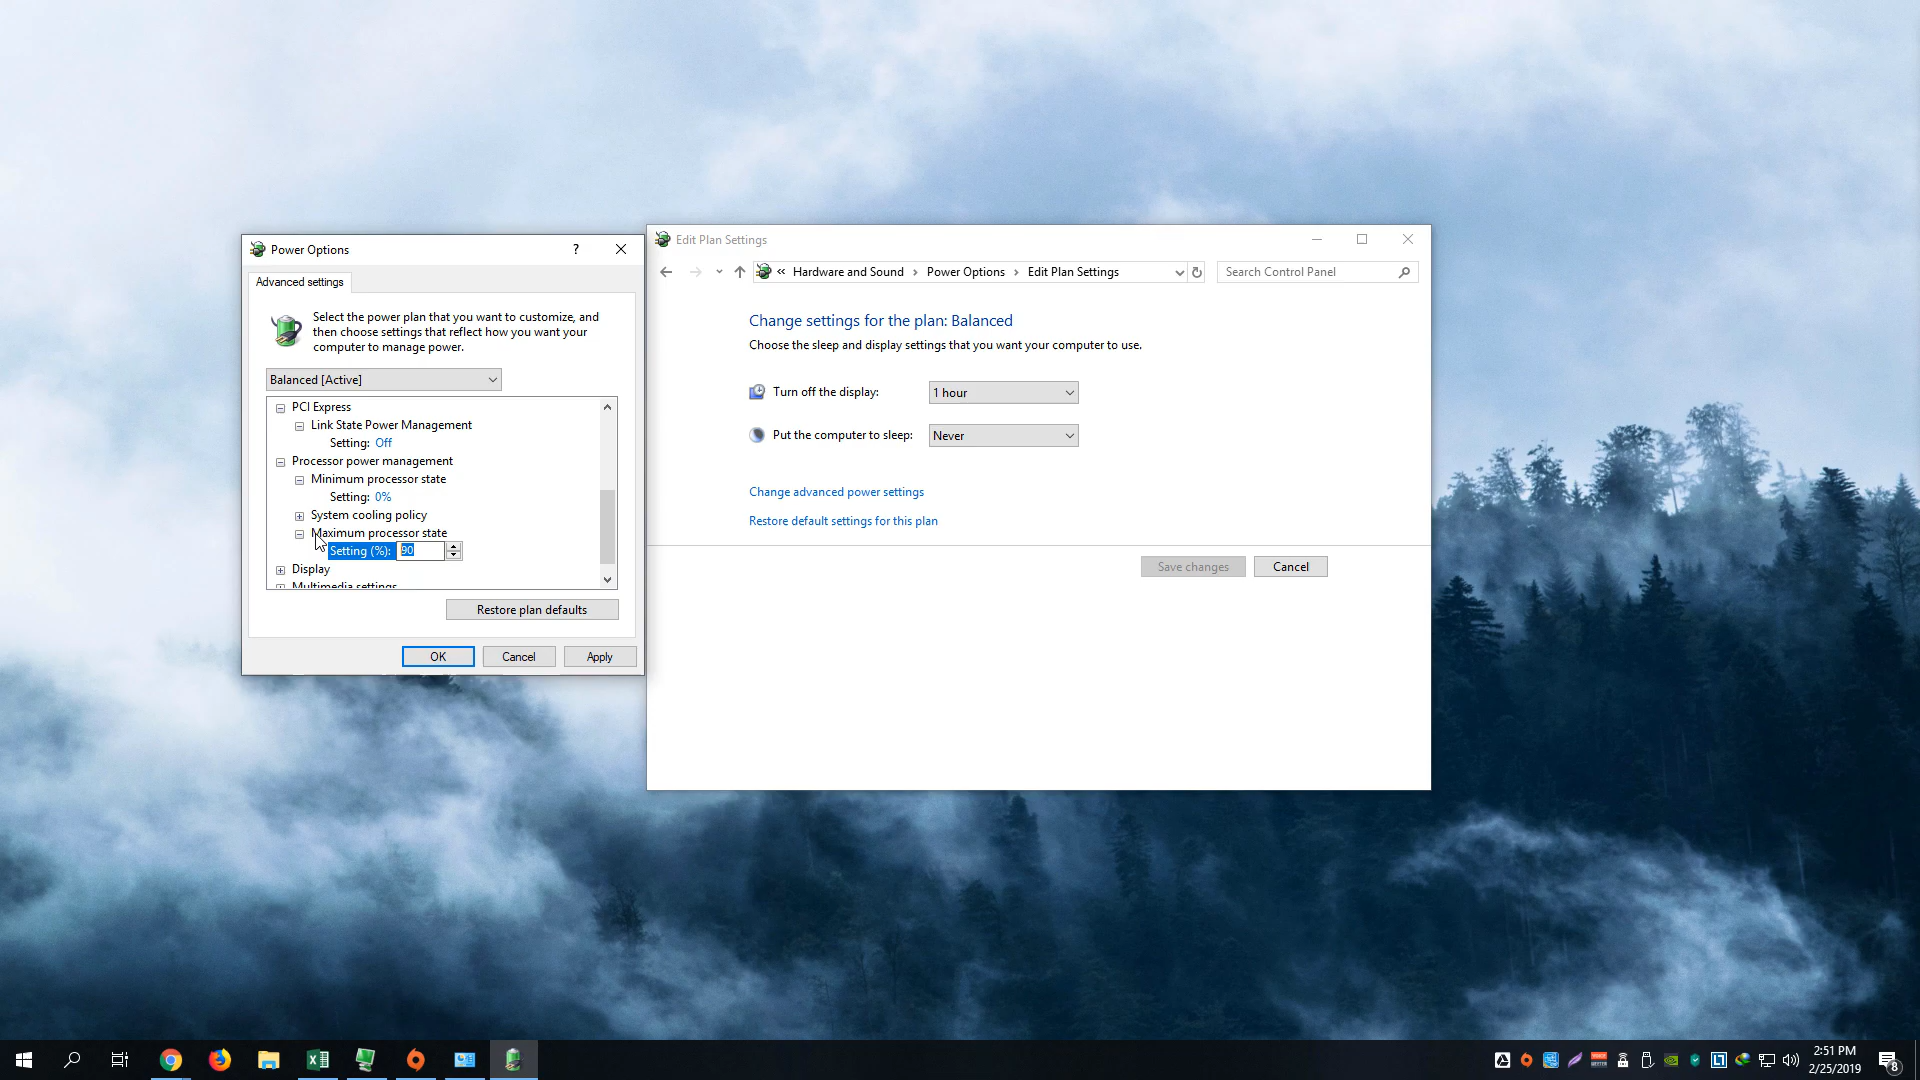 Power Options
?
Advanced settings
Select the power plan that you want to customize, and
then choose settings that reflect how you want your
computer to manage power.
Balanced [Active]
PCI Express
Link State Power Management
Setting: Off
Processor power management
Minimum processor state
Setting: 0%
System cooling policy
Maximum processor state
Setting (%): 90
Display
Multimedia settings
Restore plan defaults
OK
Cancel
Apply
Edit Plan Settings
« Hardware and Sound › Power Options › Edit Plan Settings
Search Control Panel
Change settings for the plan: Balanced
Choose the sleep and display settings that you want your computer to use.
Turn off the display:
1 hour
Put the computer to sleep:
Never
Change advanced power settings
Restore default settings for this plan
Save changes
Cancel
2:51 PM
2/25/2019
8